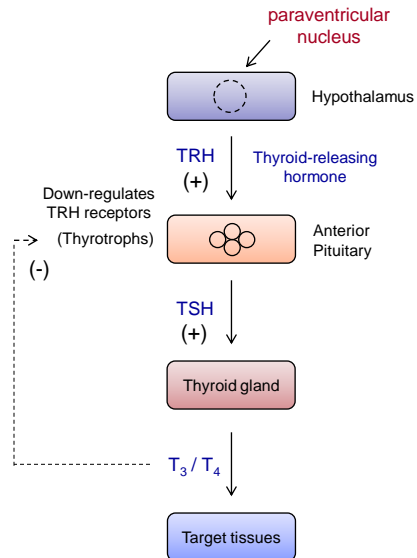 paraventricular
nucleus
Hypothalamus
TRH
(+)
Thyroid-releasing
hormone
Down-regulates
TRH receptors
(Thyrotrophs)
(-)
Anterior
Pituitary
TSH
(+)
Thyroid gland
T3 / T4
Target tissues